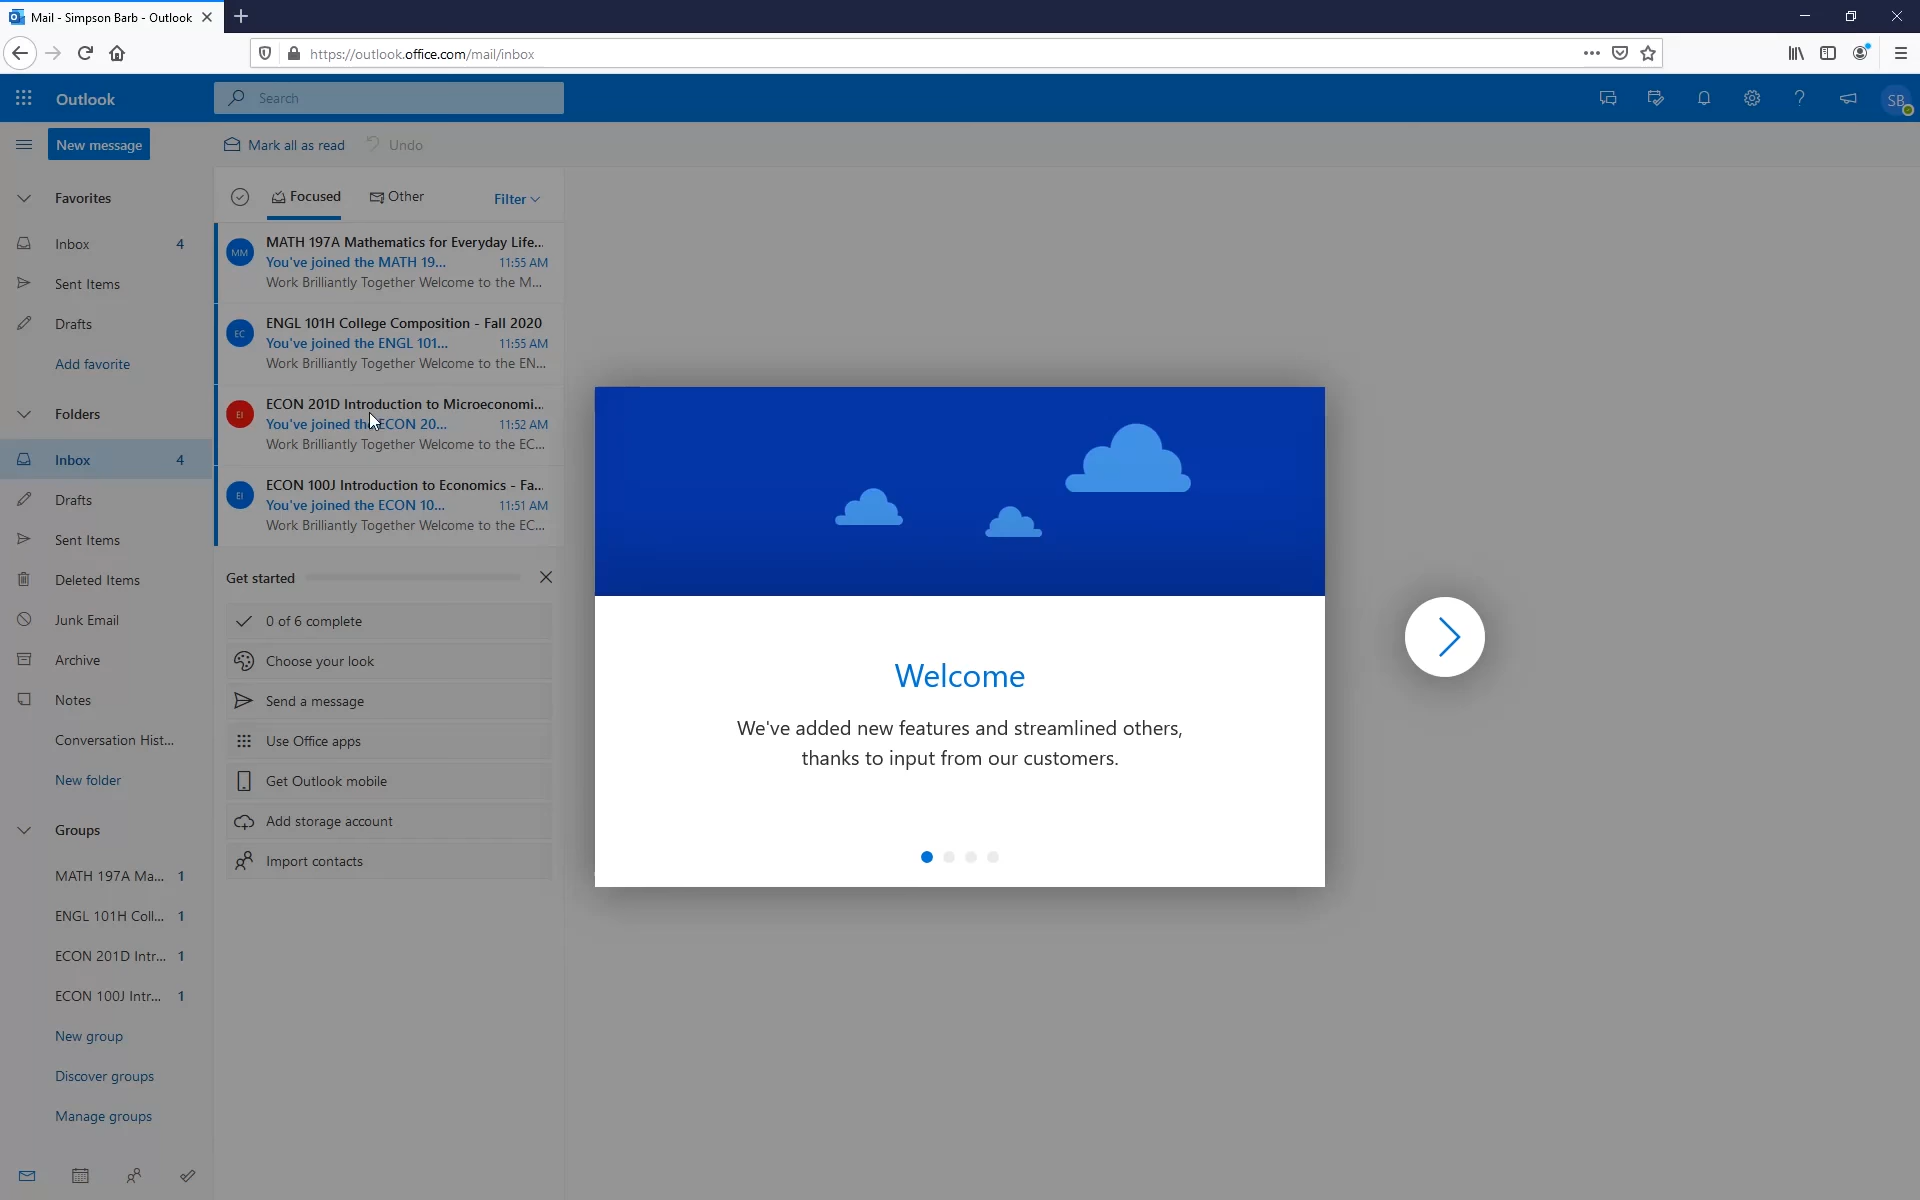 Mail - Simpson Barb - Outlook
https://outlook.office.com/mail/inbox
Outlook
Search
SB
New message
Mark all as read
Undo
Favorites
Inbox 4
Sent Items
Drafts
Add favorite
Folders
Inbox 4
Drafts
Sent Items
Deleted Items
Junk Email
Archive
Notes
Conversation Hist...
New folder
Groups
MATH 197A Ma... 1
ENGL 101H Coll... 1
ECON 201D Intr... 1
ECON 100J Intr... 1
New group
Discover groups
Manage groups
Focused
Other
Filter
MM
MATH 197A Mathematics for Everyday Life...
You've joined the MATH 19... 11:55 AM
Work Brilliantly Together Welcome to the M...
EC
ENGL 101H College Composition - Fall 2020
You've joined the ENGL 101... 11:55 AM
Work Brilliantly Together Welcome to the EN...
EI
ECON 201D Introduction to Microeconomi...
You've joined the ECON 20... 11:52 AM
Work Brilliantly Together Welcome to the EC...
EI
ECON 100J Introduction to Economics - Fa...
You've joined the ECON 10... 11:51 AM
Work Brilliantly Together Welcome to the EC...
Get started
0 of 6 complete
Choose your look
Send a message
Use Office apps
Get Outlook mobile
Add storage account
Import contacts
Welcome
We've added new features and streamlined others,
thanks to input from our customers.